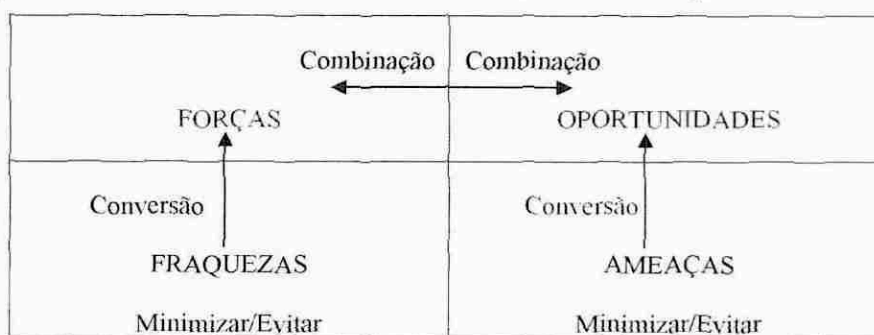 Combinação Combinação
FORÇAS OPORTUNIDADES
Conversão Conversão
FRAQUEZAS AMEAÇAS
Minimizar/Evitar Minimizar/Evitar